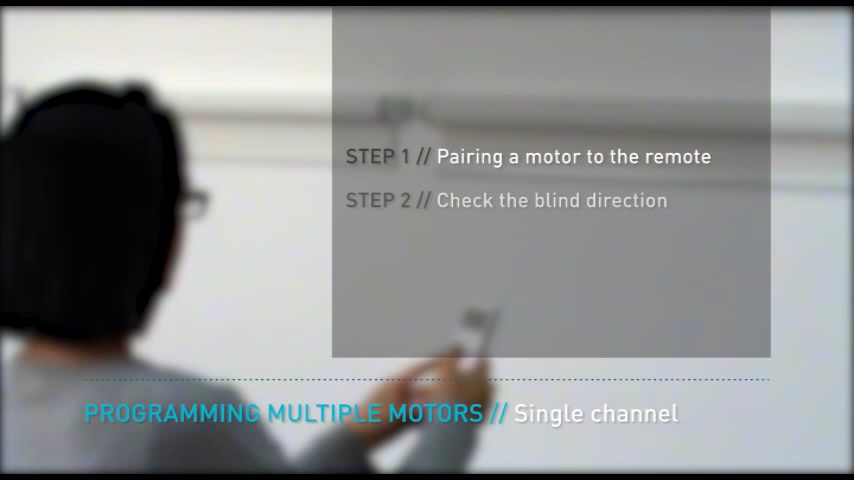 STEP 1 // Pairing a motor to the remote
STEP 2 // Check the blind direction
PROGRAMMING MULTIPLE MOTORS // Single channel